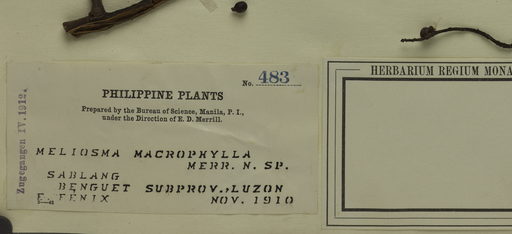 No. 483
PHILIPPINE PLANTS
Prepared by the Bureau of Science, Manila, P. I.,
under the Direction of E. D. Merrill.
MELIOSMA MACROPHYLLA
MERR. N. SP.
SABLANG
BENGUET SUBPROV., LUZON
E. FENIX NOV. 1910
Zugegangen IV. 1912.
HERBARIUM REGIUM MONA